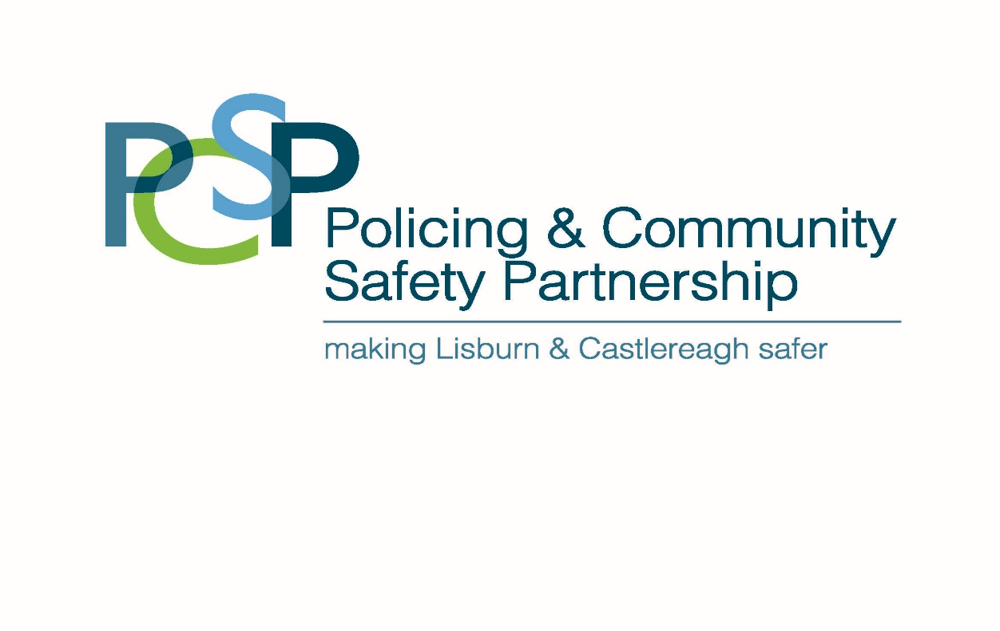 PCSP
Policing & Community
Safety Partnership
making Lisburn & Castlereagh safer